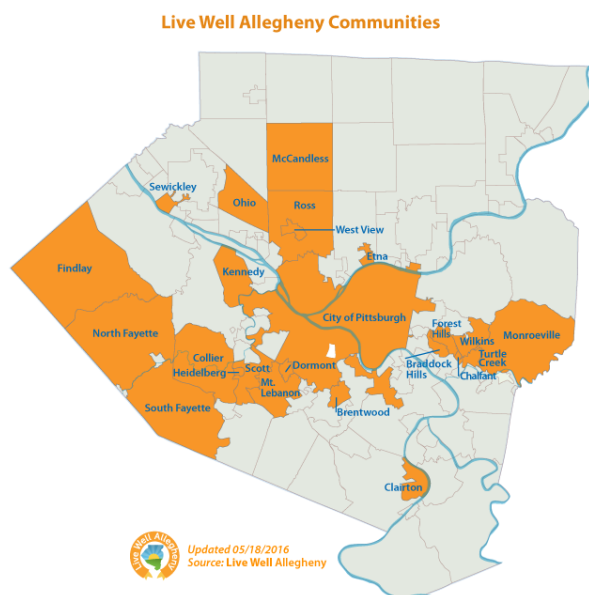 Live Well Allegheny Communities
McCandless
Sewickley
Ohio
Ross
West View
Etna
Findlay
Kennedy
City of Pittsburgh
North Fayette
Forest
Hills
Monroeville
Wilkins
Collier
Turtle
Creek
Heidelberg
Scott
Dormont
Braddock
Hills
Chalfant
Mt.
Lebanon
South Fayette
Brentwood
Clairton
Live Well Allegheny
Updated 05/18/2016
Source: Live Well Allegheny